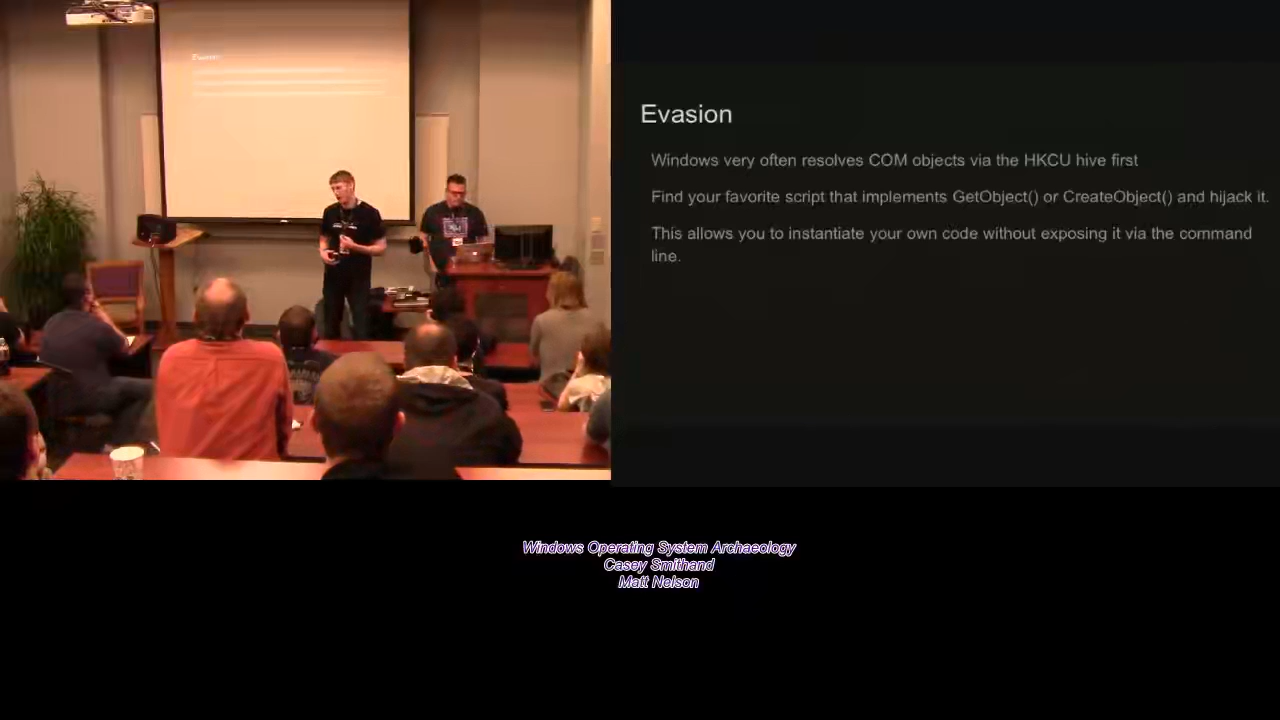 Evasion
Evasion
Windows very often resolves COM objects via the HKCU hive first
Find your favorite script that implements GetObject() or CreateObject() and hijack it.
This allows you to instantiate your own code without exposing it via the command
line.
Windows Operating System Archaeology
Casey Smithand
Matt Nelson